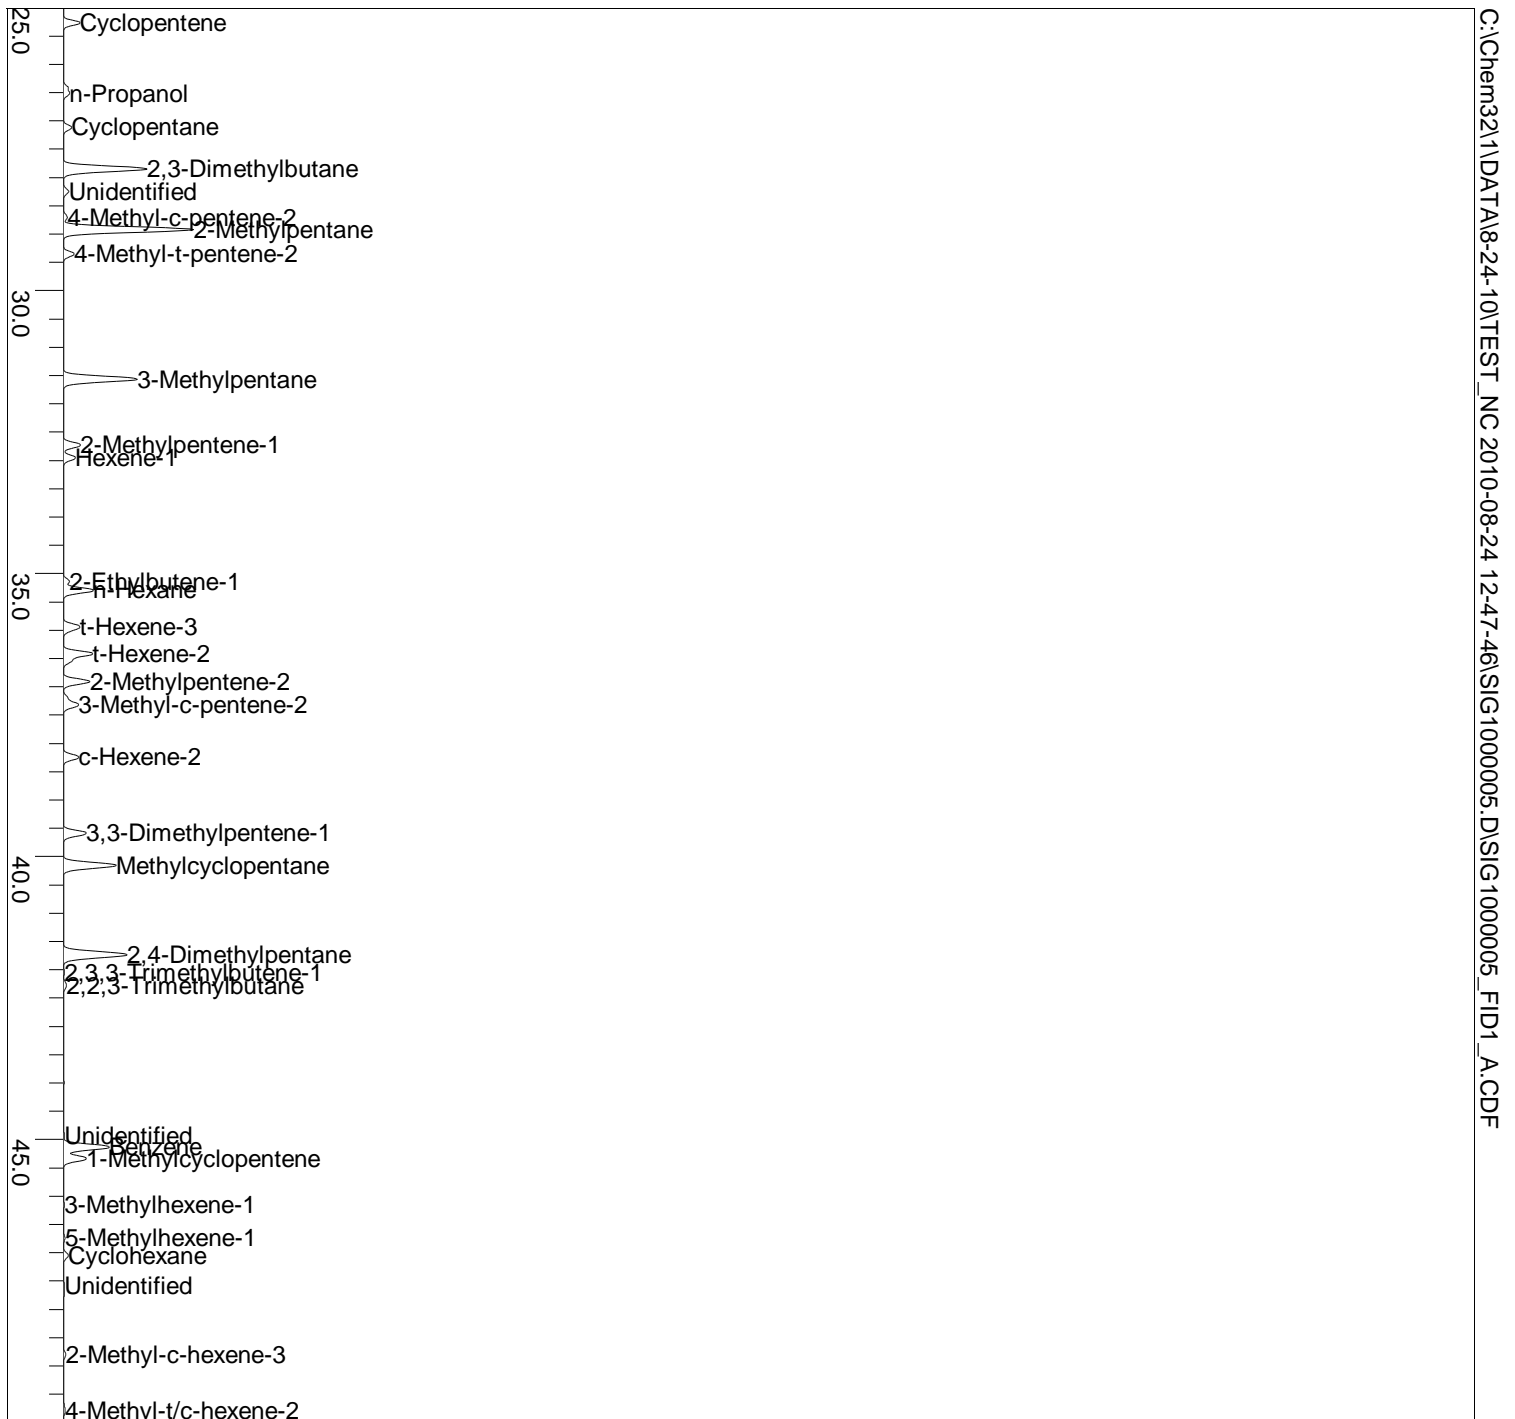 C:\Chem32\1\DATA\8-24-10\TEST_NC 2010-08-24 12-47-46\SIG1000005.D\SIG1000005_FID1_A.CDF
25.0
Cyclopentene
n-Propanol
Cyclopentane
2,3-Dimethylbutane
Unidentified
4-Methyl-c-pentene-2
2-Methylpentane
4-Methyl-t-pentene-2
30.0
3-Methylpentane
2-Methylpentene-1
Hexene-1
35.0
2-Ethylbutene-1
n-Hexane
t-Hexene-3
t-Hexene-2
2-Methylpentene-2
3-Methyl-c-pentene-2
c-Hexene-2
3,3-Dimethylpentene-1
40.0
Methylcyclopentane
2,4-Dimethylpentane
2,3,3-Trimethylbutene-1
2,2,3-Trimethylbutane
Unidentified
45.0
Benzene
1-Methylcyclopentene
3-Methylhexene-1
5-Methylhexene-1
Cyclohexane
Unidentified
2-Methyl-c-hexene-3
4-Methyl-t/c-hexene-2